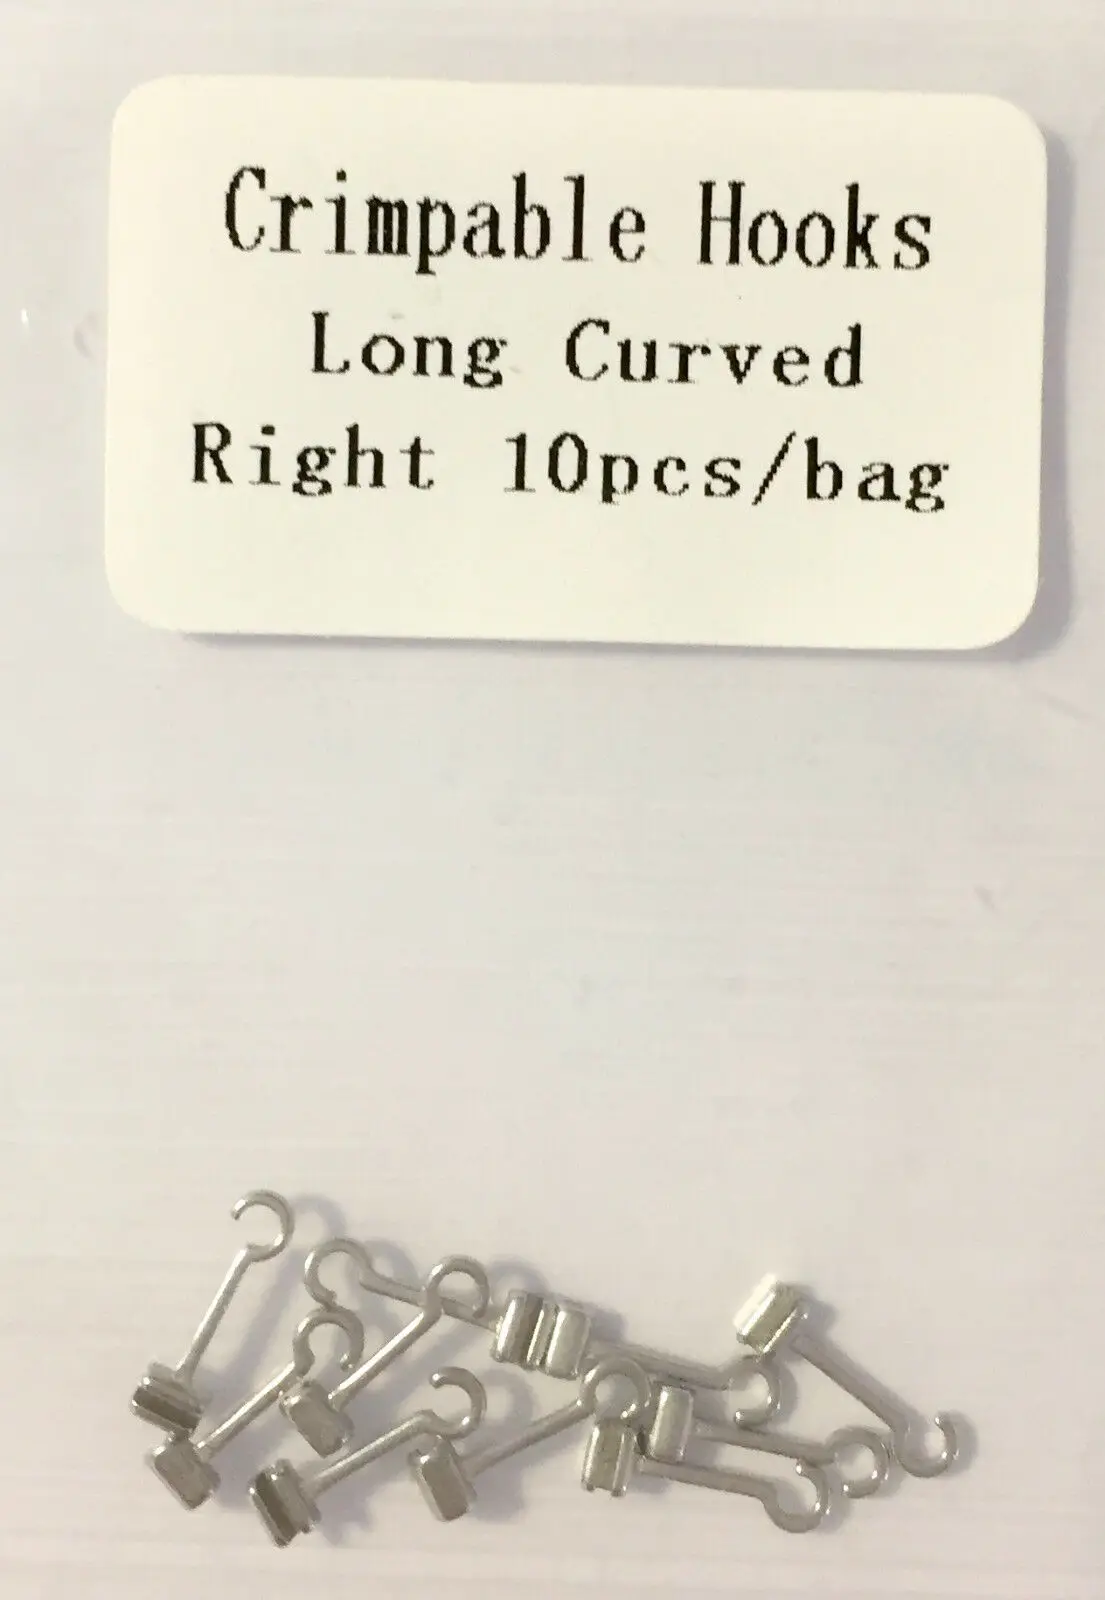 Crimpable Hooks
Long Curved
Right 10pcs/bag